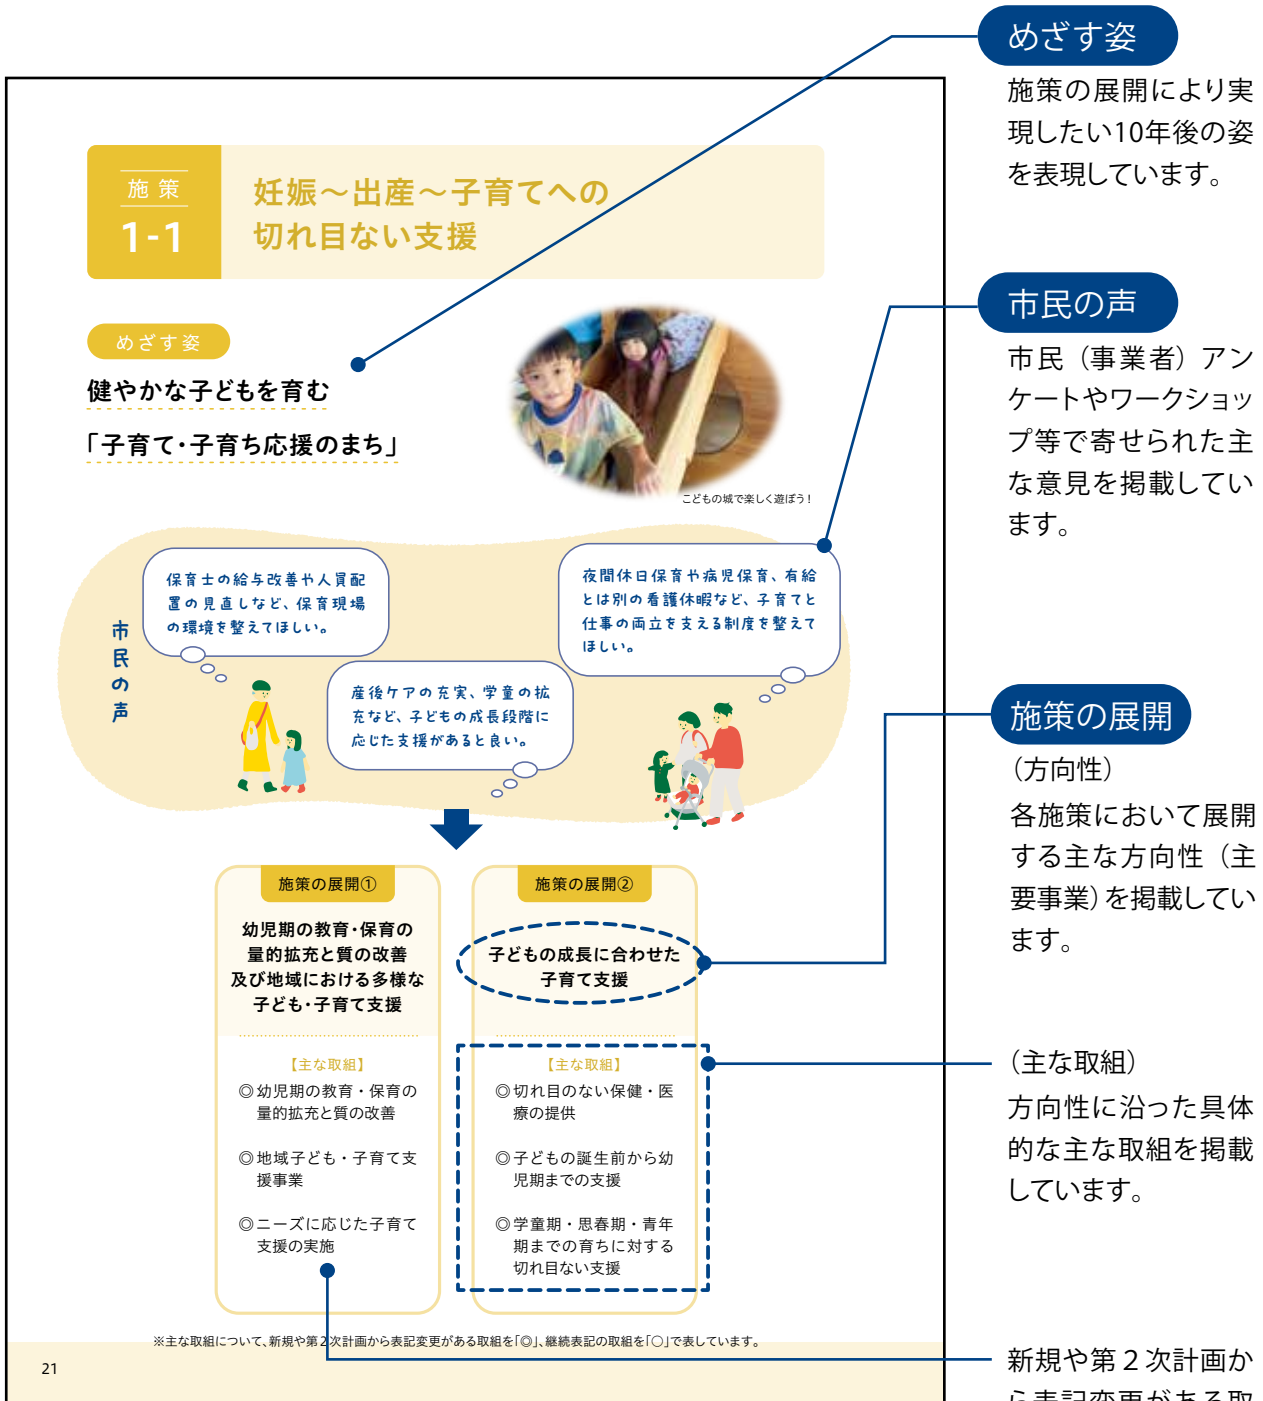 めざす姿
施策の展開により実
現したい10年後の姿
を表現しています。
施策
1-1
妊娠～出産～子育てへの
切れ目ない支援
めざす姿
健やかな子どもを育む
「子育て・子育ち応援のまち」
こどもの城で楽しく遊ぼう！
市民の声
市民（事業者）アン
ケートやワークショッ
プ等で寄せられた主
な意見を掲載してい
ます。
市民の声
保育士の給与改善や人員配
置の見直しなど、保育現場
の環境を整えてほしい。
産後ケアの充実、学童の拡
充など、子どもの成長段階に
応じた支援があると良い。
夜間休日保育や病児保育、有給
とは別の看護休暇など、子育てと
仕事の両立を支える制度を整えて
ほしい。
施策の展開
（方向性）
各施策において展開
する主な方向性（主
要事業）を掲載してい
ます。
施策の展開①
幼児期の教育・保育の
量的拡充と質の改善
及び地域における多様な
子ども・子育て支援
【主な取組】
◎幼児期の教育・保育の
量的拡充と質の改善
◎地域子ども・子育て支
援事業
◎ニーズに応じた子育て
支援の実施
施策の展開②
子どもの成長に合わせた
子育て支援
【主な取組】
◎切れ目のない保健・医
療の提供
◎子どもの誕生前から幼
児期までの支援
◎学童期・思春期・青年
期までの育ちに対する
切れ目ない支援
（主な取組）
方向性に沿った具体
的な主な取組を掲載
しています。
※主な取組について、新規や第２次計画から表記変更がある取組を「◎」、継続表記の取組を「○」で表しています。
21
新規や第２次計画か
ら表記変更がある取